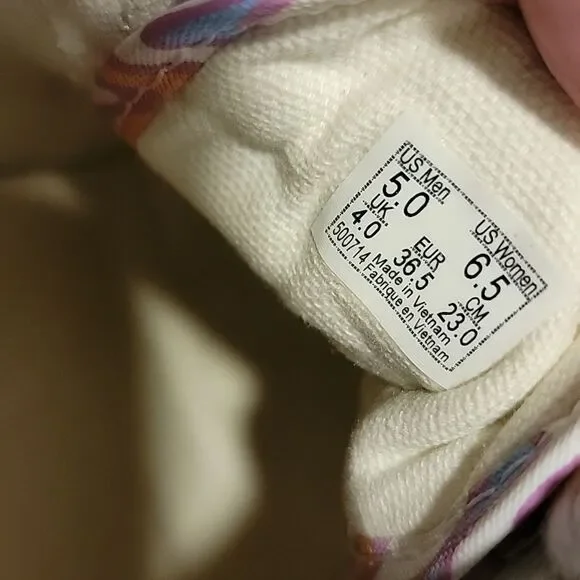 US Men US Women
5.0 6.5
UK EUR CM
4.0 36.5 23.0
500714 Made in Vietnam
Fabrique en Vietnam